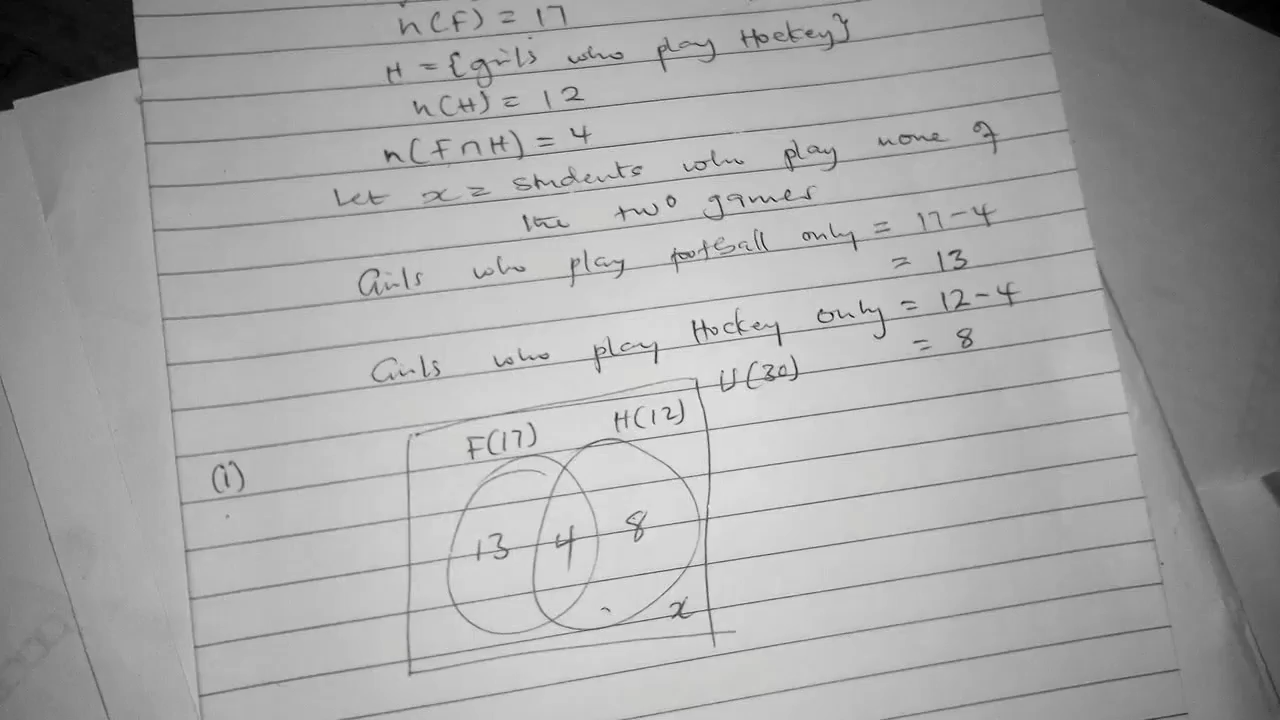 n(F) = 17
H = {girls who play Hockey}
n(H) = 12
n(F∩H) = 4
Let x = students who play none of
the two games
Girls who play football only = 17-4
= 13
Girls who play Hockey only = 12-4
= 8
U(30)
F(17) H(12)
(i)
13 4 8
x